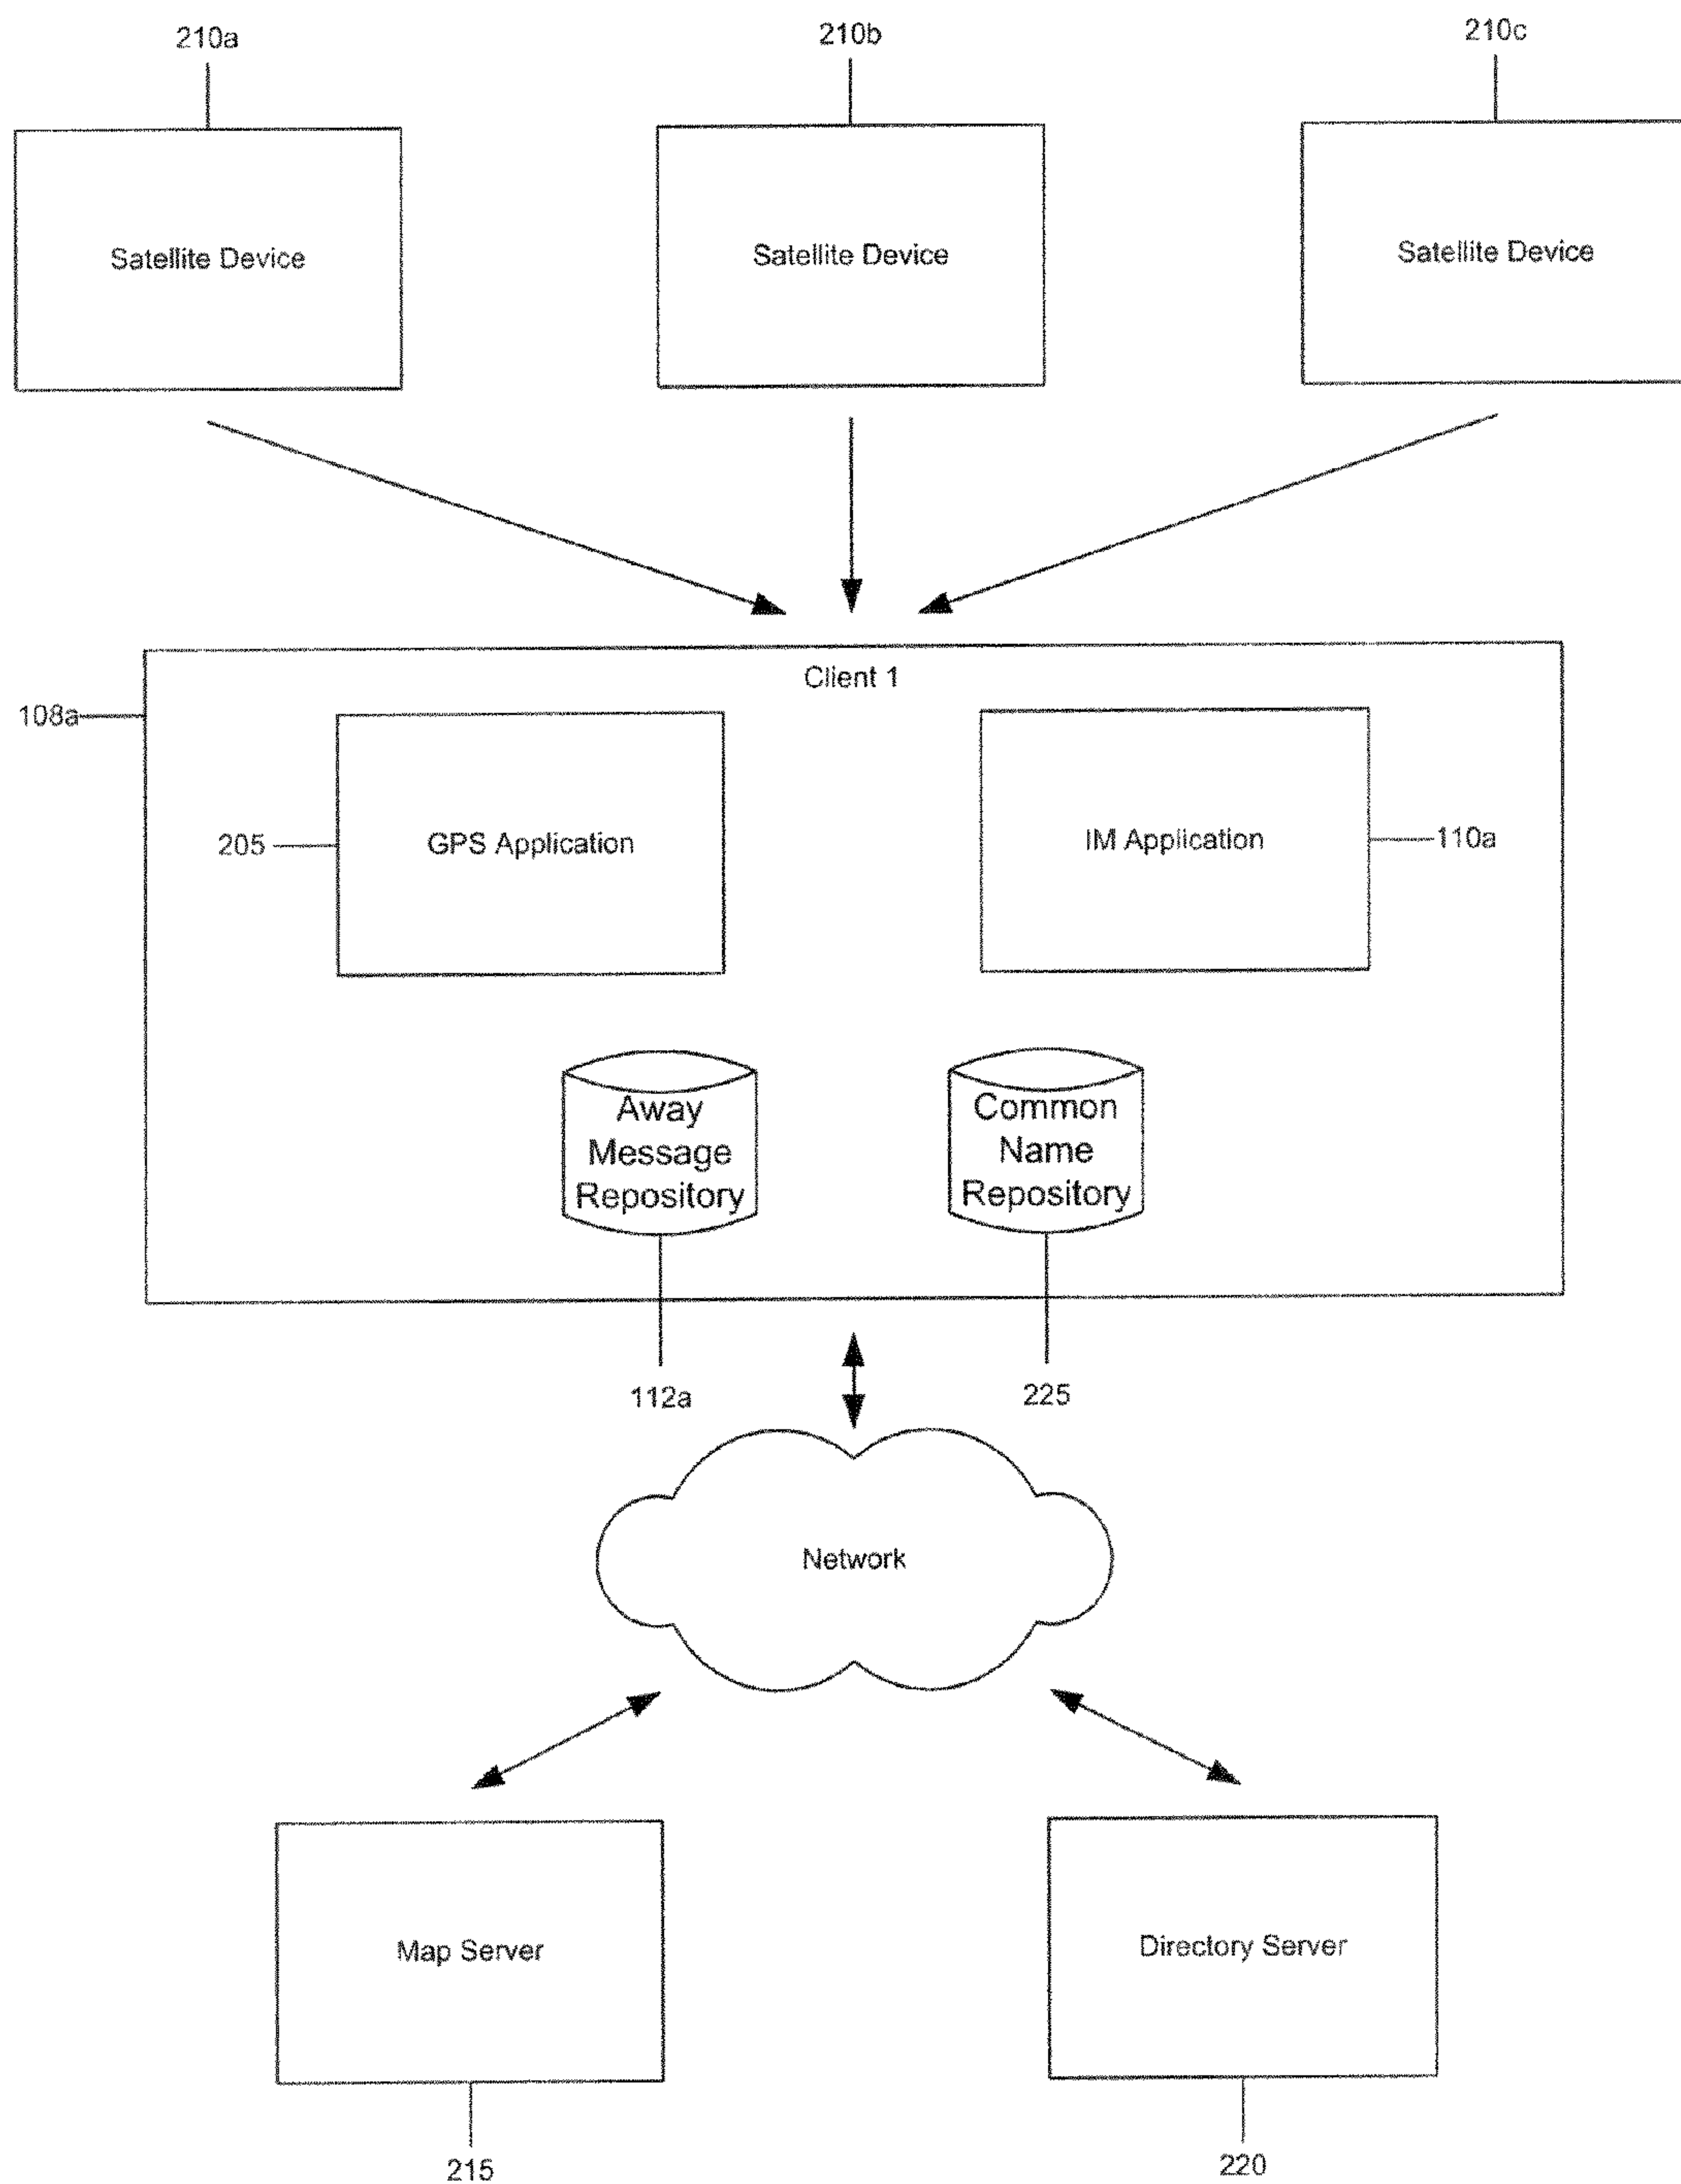 210a
210b
210c
Satellite Device
Satellite Device
Satellite Device
Client 1
108a
205
GPS Application
IM Application
110a
Away
Message
Repository
Common
Name
Repository
112a
225
Network
Map Server
Directory Server
215
220